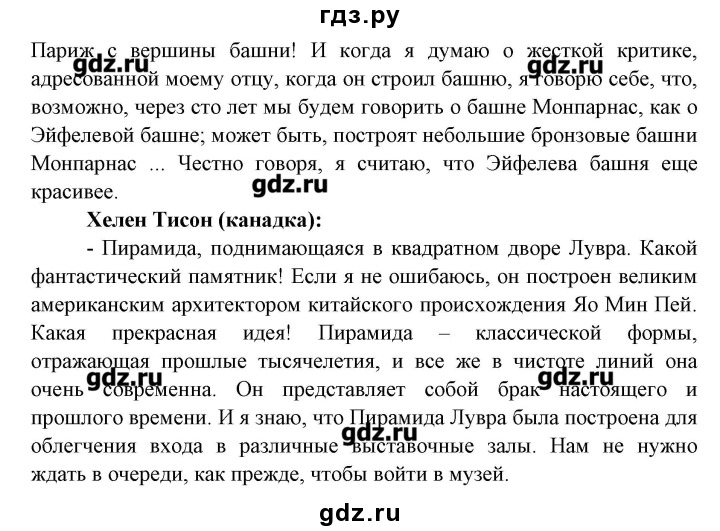 гдз.ру
Париж с вершины башни! И когда я думаю о жесткой критике,
gdz.ru
gdz.ru
адресованной моему отцу, когда он строил башню, я говорю себе, что,
возможно, через сто лет мы будем говорить о башне Монпарнас, как о
Эйфелевой башне; может быть, построят небольшие бронзовые башни
Монпарнас ... Честно говоря, я считаю, что Эйфелева башня еще
красивее.
gdz.ru
Хелен Тисон (канадка):
- Пирамида, поднимающаяся в квадратном дворе Лувра. Какой
фантастический памятник! Если я не ошибаюсь, он построен великим
американским архитектором китайского происхождения Яо Мин Пей.
Какая прекрасная идея! Пирамида – классической формы,
отражающая прошлые тысячелетия, и все же в чистоте линий она
gdz.ru
gdz.ru
очень современна. Он представляет собой брак настоящего и
прошлого времени. И я знаю, что Пирамида Лувра была построена для
gdz.ru
облегчения входа в различные выставочные залы. Нам не нужно
ждать в очереди, как прежде, чтобы войти в музей.
gdz.ru